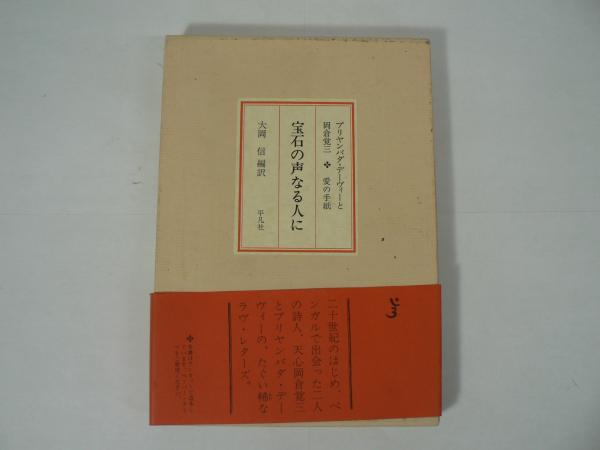 プリヤンバダ・デーヴィーと
岡倉覚三 ✤ 愛の手紙
宝石の声なる人に
大岡 信 編訳
平凡社
二十世紀のはじめ、ベ
ンガルで出会った二人
の詩人、天心岡倉覚三
とプリヤンバダ・デー
ヴィーの、たぐい稀な
ラヴ・レターズ。